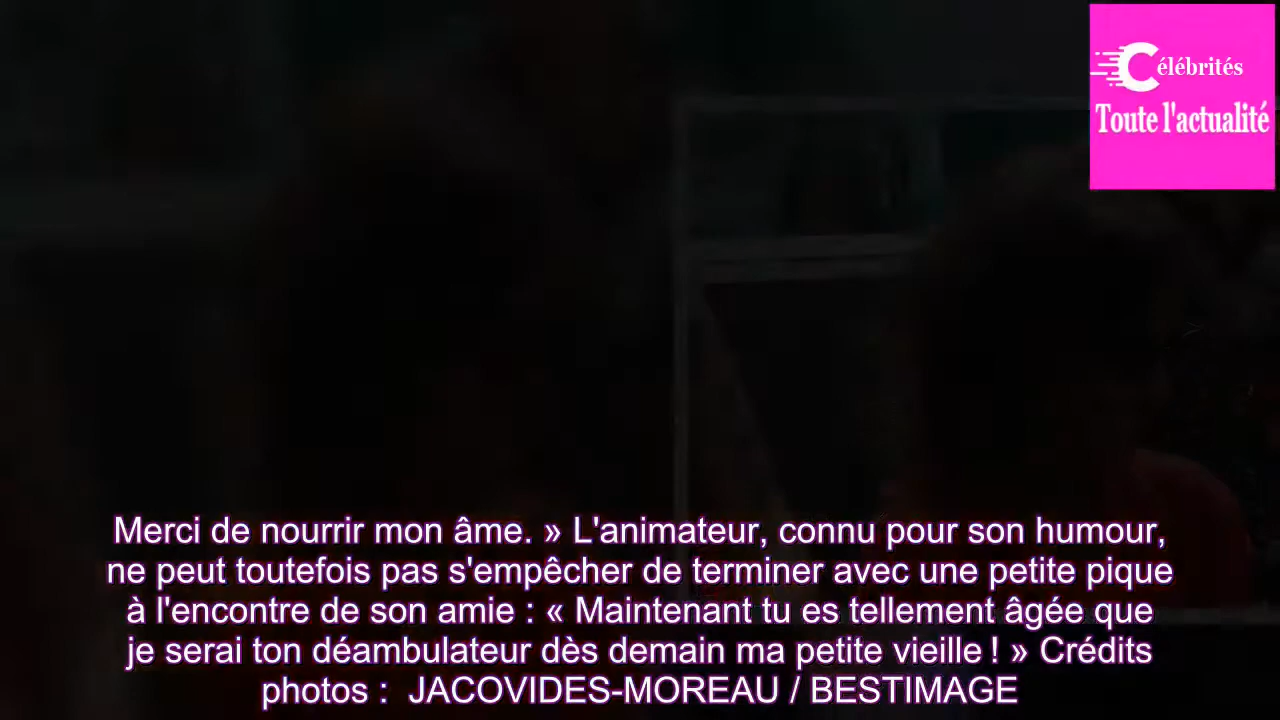 Célébrités
Toute l'actualité
Merci de nourrir mon âme. » L'animateur, connu pour son humour,
ne peut toutefois pas s'empêcher de terminer avec une petite pique
à l'encontre de son amie : « Maintenant tu es tellement âgée que
je serai ton déambulateur dès demain ma petite vieille ! » Crédits
photos : JACOVIDES-MOREAU / BESTIMAGE